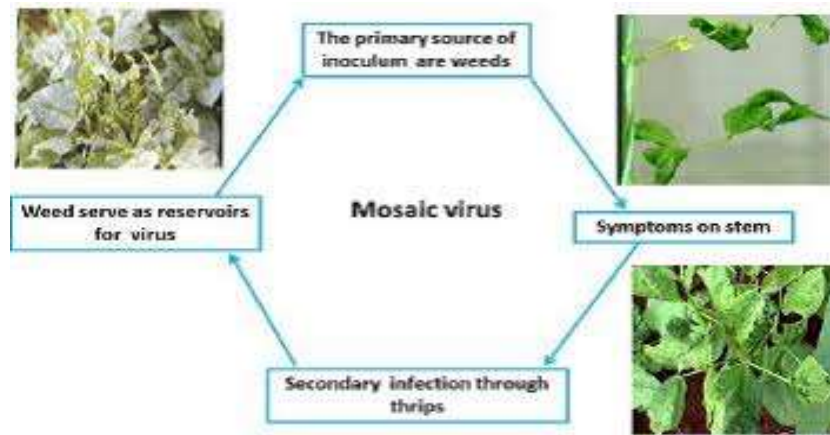 The primary source of
inoculum are weeds
Weed serve as reservoirs
for virus
Mosaic virus
Symptoms on stem
Secondary infection through
thrips